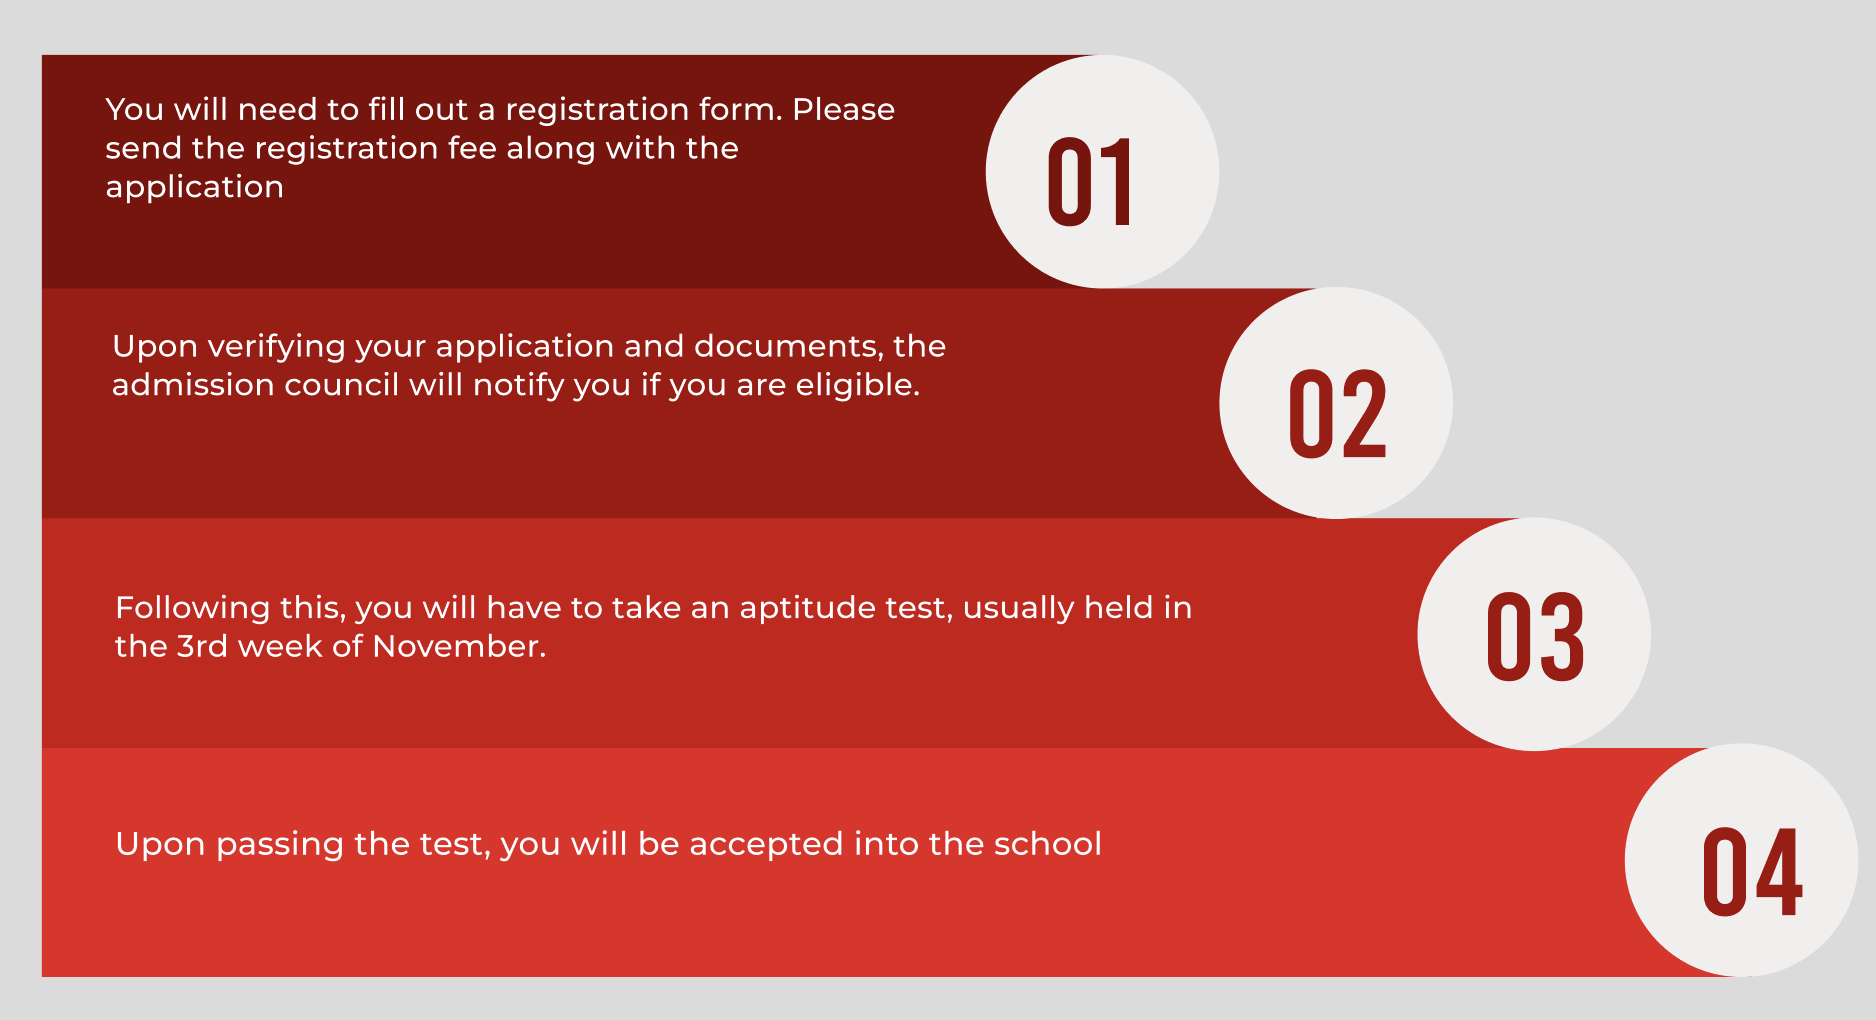 You will need to fill out a registration form. Please
send the registration fee along with the
application
01
Upon verifying your application and documents, the
admission council will notify you if you are eligible.
02
Following this, you will have to take an aptitude test, usually held in
the 3rd week of November.
03
Upon passing the test, you will be accepted into the school
04